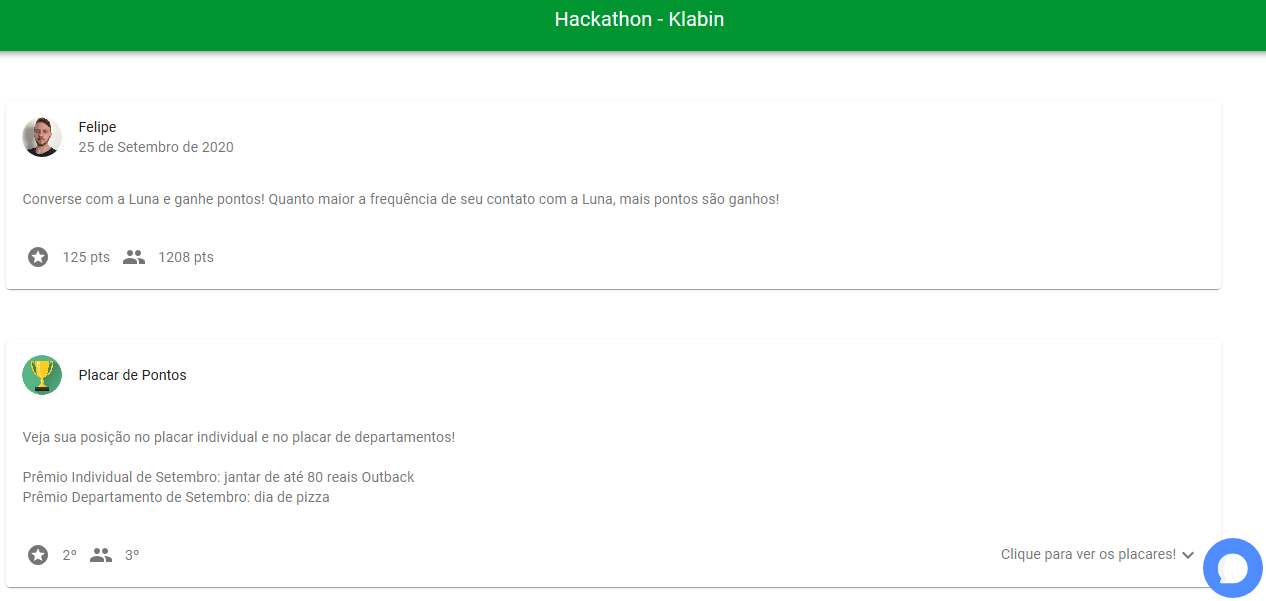 Hackathon - Klabin
Felipe
25 de Setembro de 2020
Converse com a Luna e ganhe pontos! Quanto maior a frequência de seu contato com a Luna, mais pontos são ganhos!
125 pts 1208 pts
Placar de Pontos
Veja sua posição no placar individual e no placar de departamentos!
Prêmio Individual de Setembro: jantar de até 80 reais Outback
Prêmio Departamento de Setembro: dia de pizza
2º 3º Clique para ver os placares!